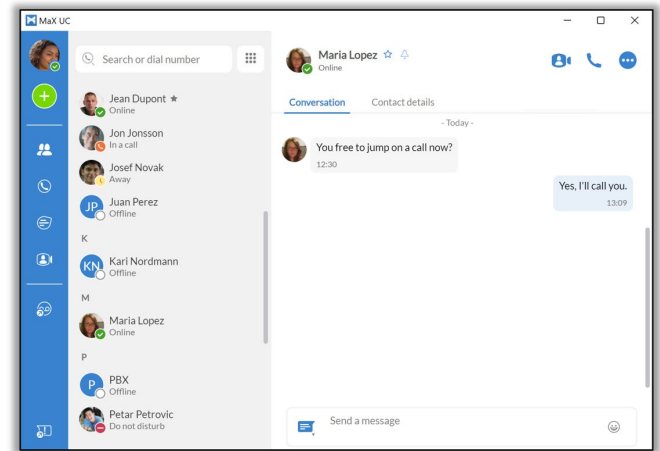 MaX UC
Search or dial number
Jean Dupont ★
Online
Jon Jonsson
In a call
Josef Novak
Away
JP
Juan Perez
Offline
K
KN
Kari Nordmann
Offline
M
Maria Lopez
Online
P
P
PBX
Offline
Petar Petrovic
Do not disturb
Maria Lopez
Online
Conversation Contact details
- Today -
You free to jump on a call now?
12:30
Yes, I'll call you.
13:09
Send a message